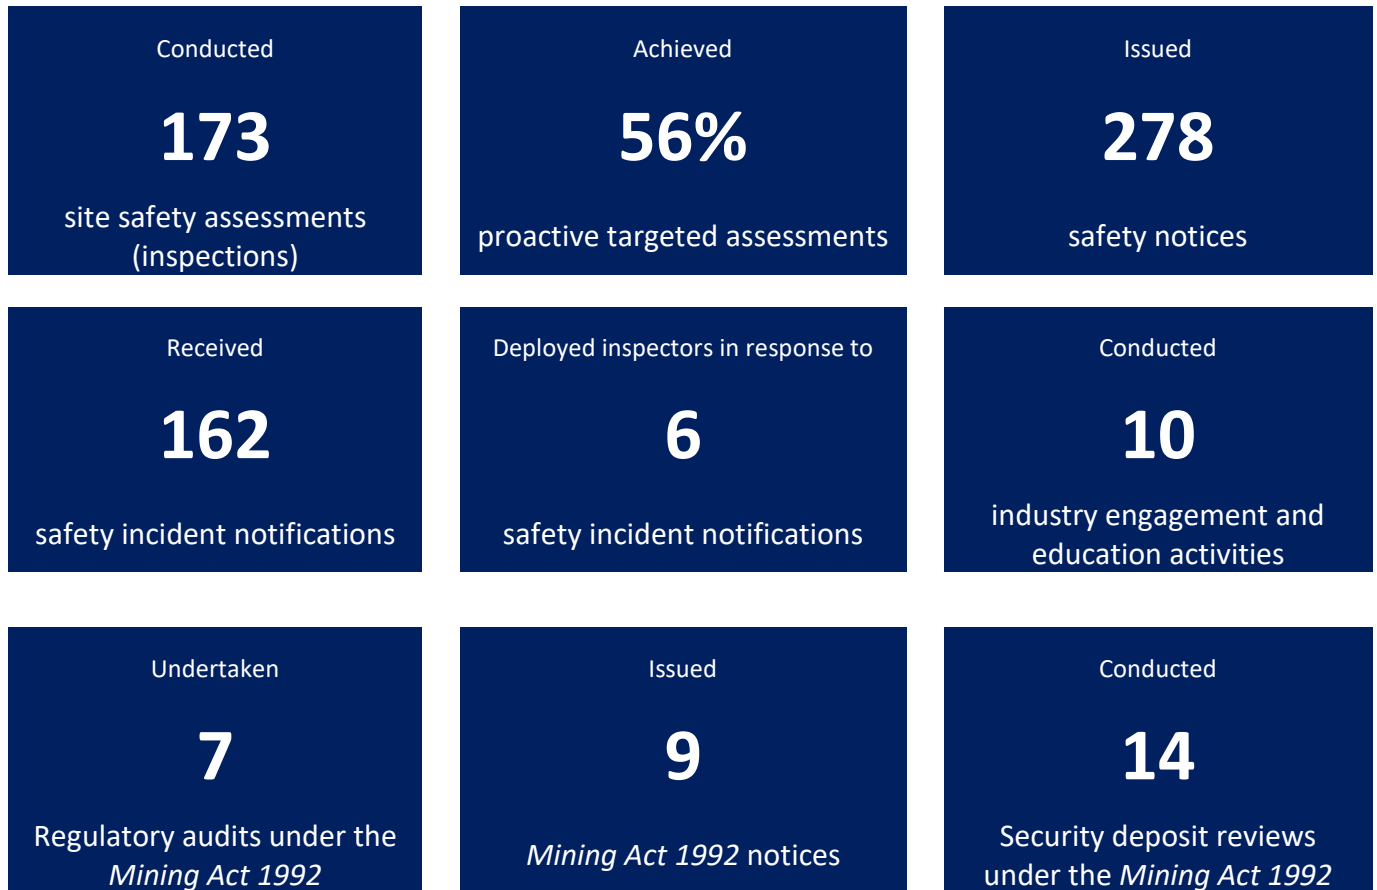 Conducted
173
site safety assessments
(inspections)
Achieved
56%
proactive targeted assessments
Issued
278
safety notices
Received
162
safety incident notifications
Deployed inspectors in response to
6
safety incident notifications
Conducted
10
industry engagement and
education activities
Undertaken
7
Regulatory audits under the
Mining Act 1992
Issued
9
Mining Act 1992 notices
Conducted
14
Security deposit reviews
under the Mining Act 1992